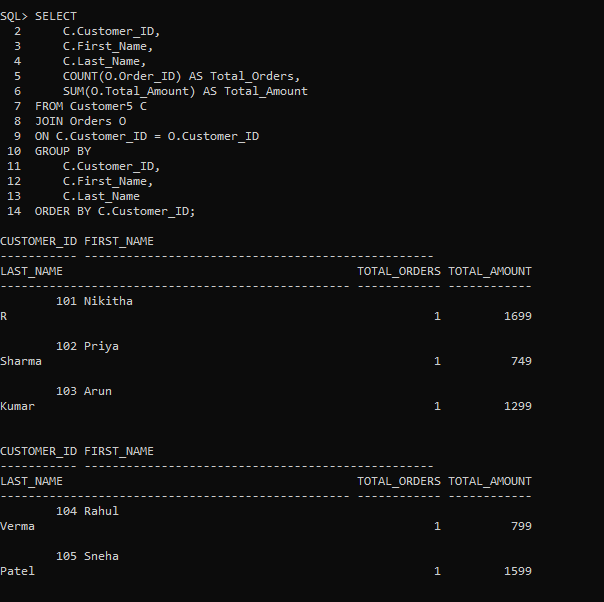 SQL> SELECT
  2      C.Customer_ID,
  3      C.First_Name,
  4      C.Last_Name,
  5      COUNT(O.Order_ID) AS Total_Orders,
  6      SUM(O.Total_Amount) AS Total_Amount
  7  FROM Customer5 C
  8  JOIN Orders O
  9  ON C.Customer_ID = O.Customer_ID
 10  GROUP BY
 11      C.Customer_ID,
 12      C.First_Name,
 13      C.Last_Name
 14  ORDER BY C.Customer_ID;

CUSTOMER_ID FIRST_NAME
----------- --------------------------------------------------
LAST_NAME                                          TOTAL_ORDERS TOTAL_AMOUNT
-------------------------------------------------- ------------ ------------
        101 Nikitha
R                                                             1         1699

        102 Priya
Sharma                                                        1          749

        103 Arun
Kumar                                                         1         1299


CUSTOMER_ID FIRST_NAME
----------- --------------------------------------------------
LAST_NAME                                          TOTAL_ORDERS TOTAL_AMOUNT
-------------------------------------------------- ------------ ------------
        104 Rahul
Verma                                                         1          799

        105 Sneha
Patel                                                         1         1599